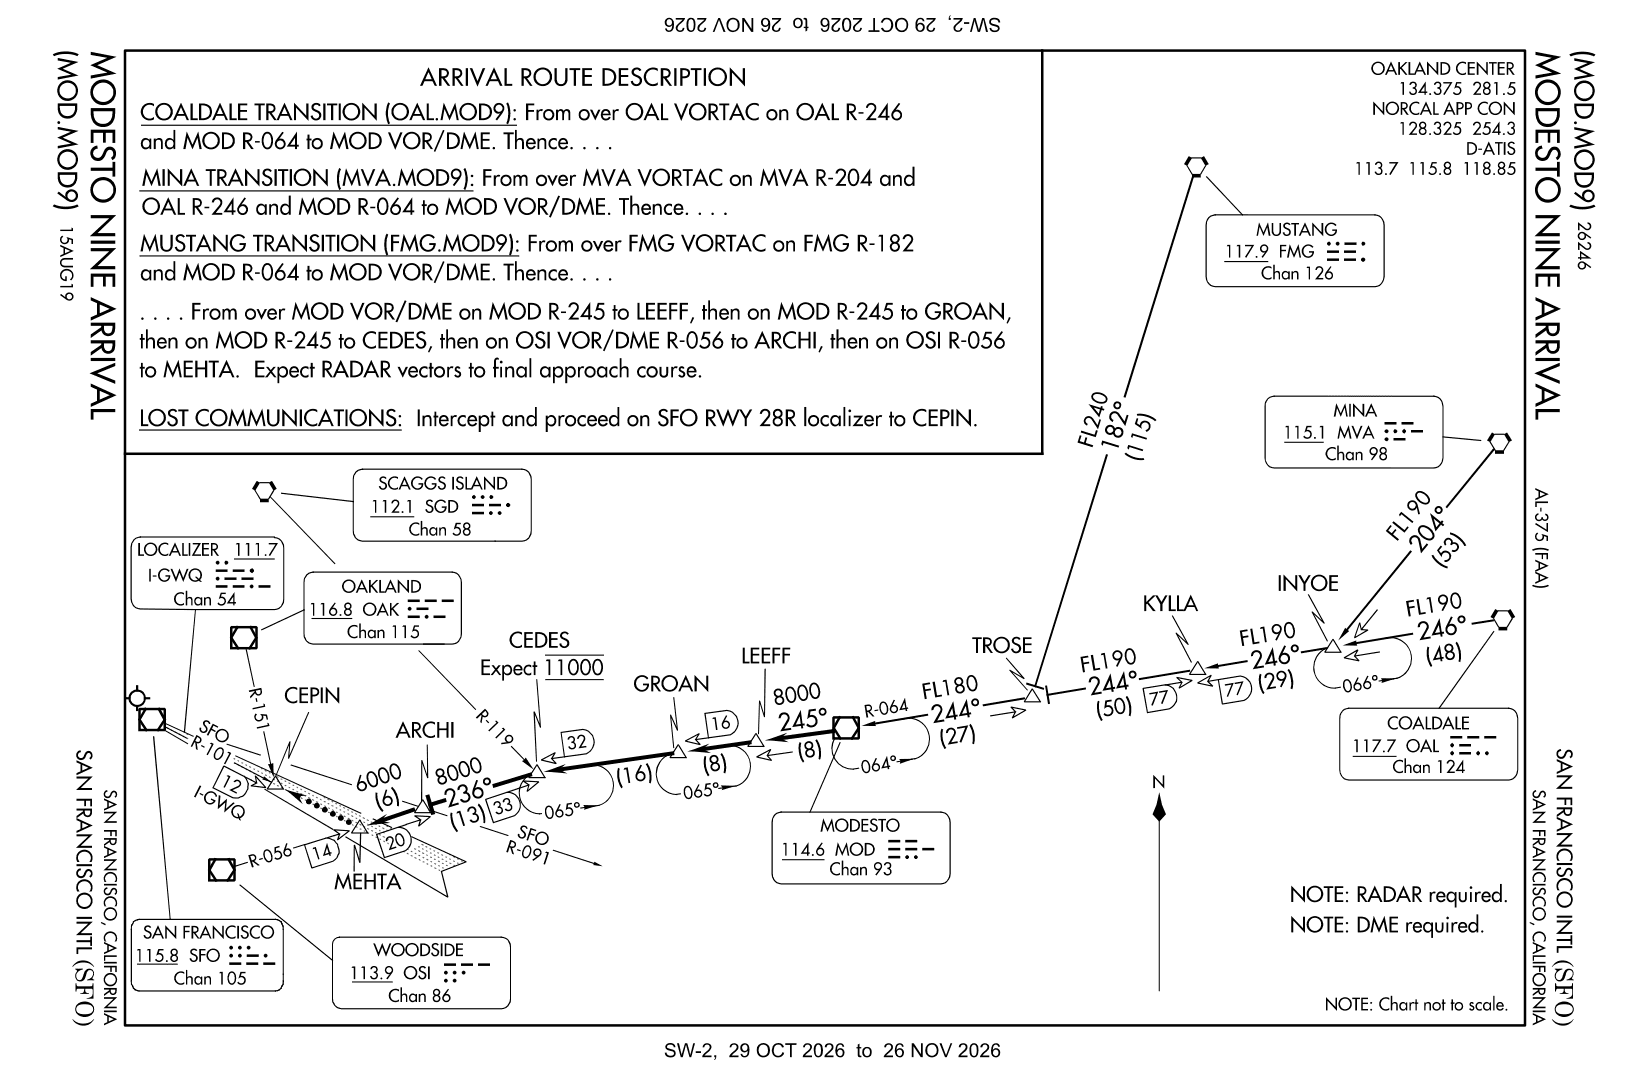 SW-2, 29 OCT 2026 to 26 NOV 2026
(MOD.MOD9) 15AUG19
MODESTO NINE ARRIVAL
SAN FRANCISCO INTL (SFO)
SAN FRANCISCO, CALIFORNIA
ARRIVAL ROUTE DESCRIPTION
COALDALE TRANSITION (OAL.MOD9): From over OAL VORTAC on OAL R-246
and MOD R-064 to MOD VOR/DME. Thence. . . .
MINA TRANSITION (MVA.MOD9): From over MVA VORTAC on MVA R-204 and
OAL R-246 and MOD R-064 to MOD VOR/DME. Thence. . . .
MUSTANG TRANSITION (FMG.MOD9): From over FMG VORTAC on FMG R-182
and MOD R-064 to MOD VOR/DME. Thence. . . .
. . . . From over MOD VOR/DME on MOD R-245 to LEEFF, then on MOD R-245 to GROAN,
then on MOD R-245 to CEDES, then on OSI VOR/DME R-056 to ARCHI, then on OSI R-056
to MEHTA. Expect RADAR vectors to final approach course.
LOST COMMUNICATIONS: Intercept and proceed on SFO RWY 28R localizer to CEPIN.
OAKLAND CENTER
134.375 281.5
NORCAL APP CON
128.325 254.3
D-ATIS
113.7 115.8 118.85
MUSTANG
117.9 FMG
Chan 126
FL240
182°
(115)
MINA
115.1 MVA
Chan 98
FL190
204°
(53)
SCAGGS ISLAND
112.1 SGD
Chan 58
LOCALIZER 111.7
I-GWQ
Chan 54
OAKLAND
116.8 OAK
Chan 115
CEDES
Expect 11000
INYOE
KYLLA
TROSE
LEEFF
GROAN
CEPIN
ARCHI
FL190
246°
(48)
066°
FL190
246°
(29)
77
77
FL190
244°
(50)
FL180
244°
(27)
R-064
064°
8000
245°
(8)
16
(8)
065°
32
(16)
065°
33
R-119
8000
236°
(13)
6000
(6)
20
SFO
R-091
R-151
SFO
R-101
12
I-GWQ
R-056
14
MEHTA
COALDALE
117.7 OAL
Chan 124
MODESTO
114.6 MOD
Chan 93
SAN FRANCISCO
115.8 SFO
Chan 105
WOODSIDE
113.9 OSI
Chan 86
N
NOTE: RADAR required.
NOTE: DME required.
NOTE: Chart not to scale.
(MOD.MOD9) 26246
MODESTO NINE ARRIVAL
AL-375 (FAA)
SAN FRANCISCO INTL (SFO)
SAN FRANCISCO, CALIFORNIA
SW-2, 29 OCT 2026 to 26 NOV 2026